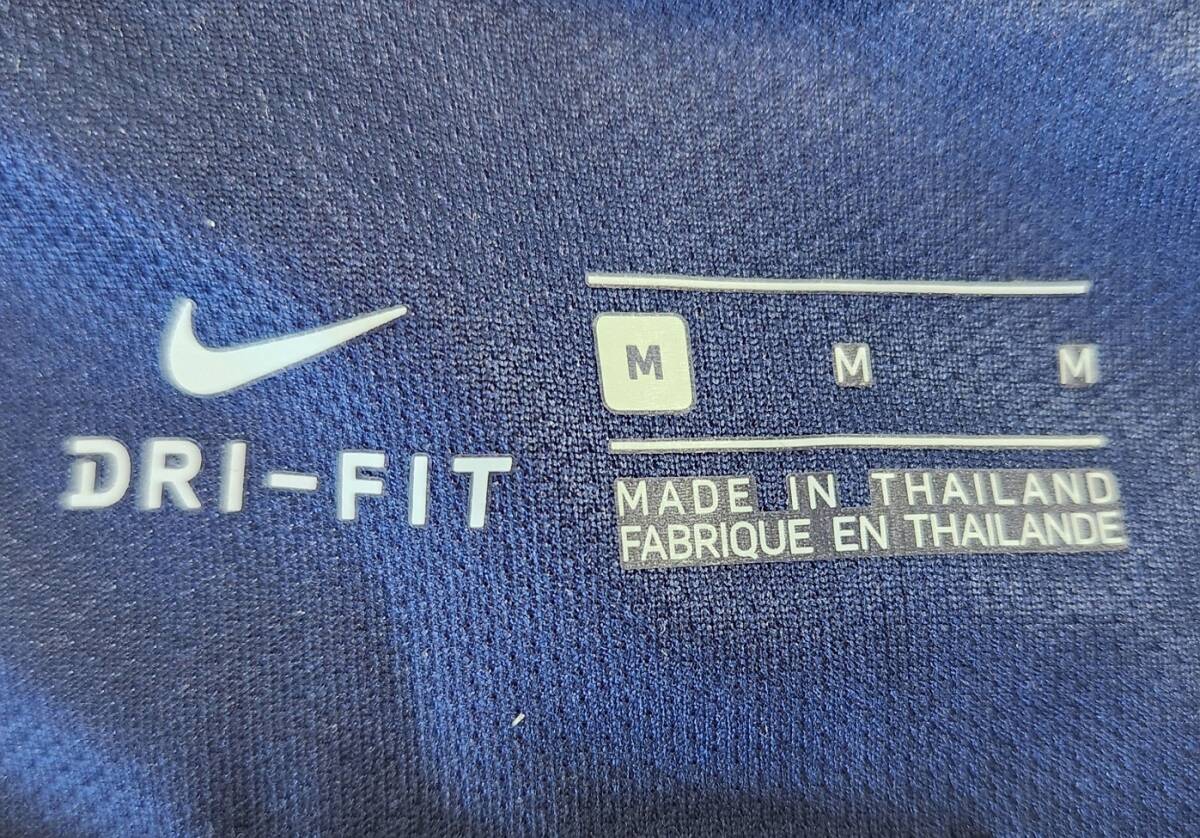 DRI-FIT
M M M
MADE IN THAILAND
FABRIQUE EN THAILANDE